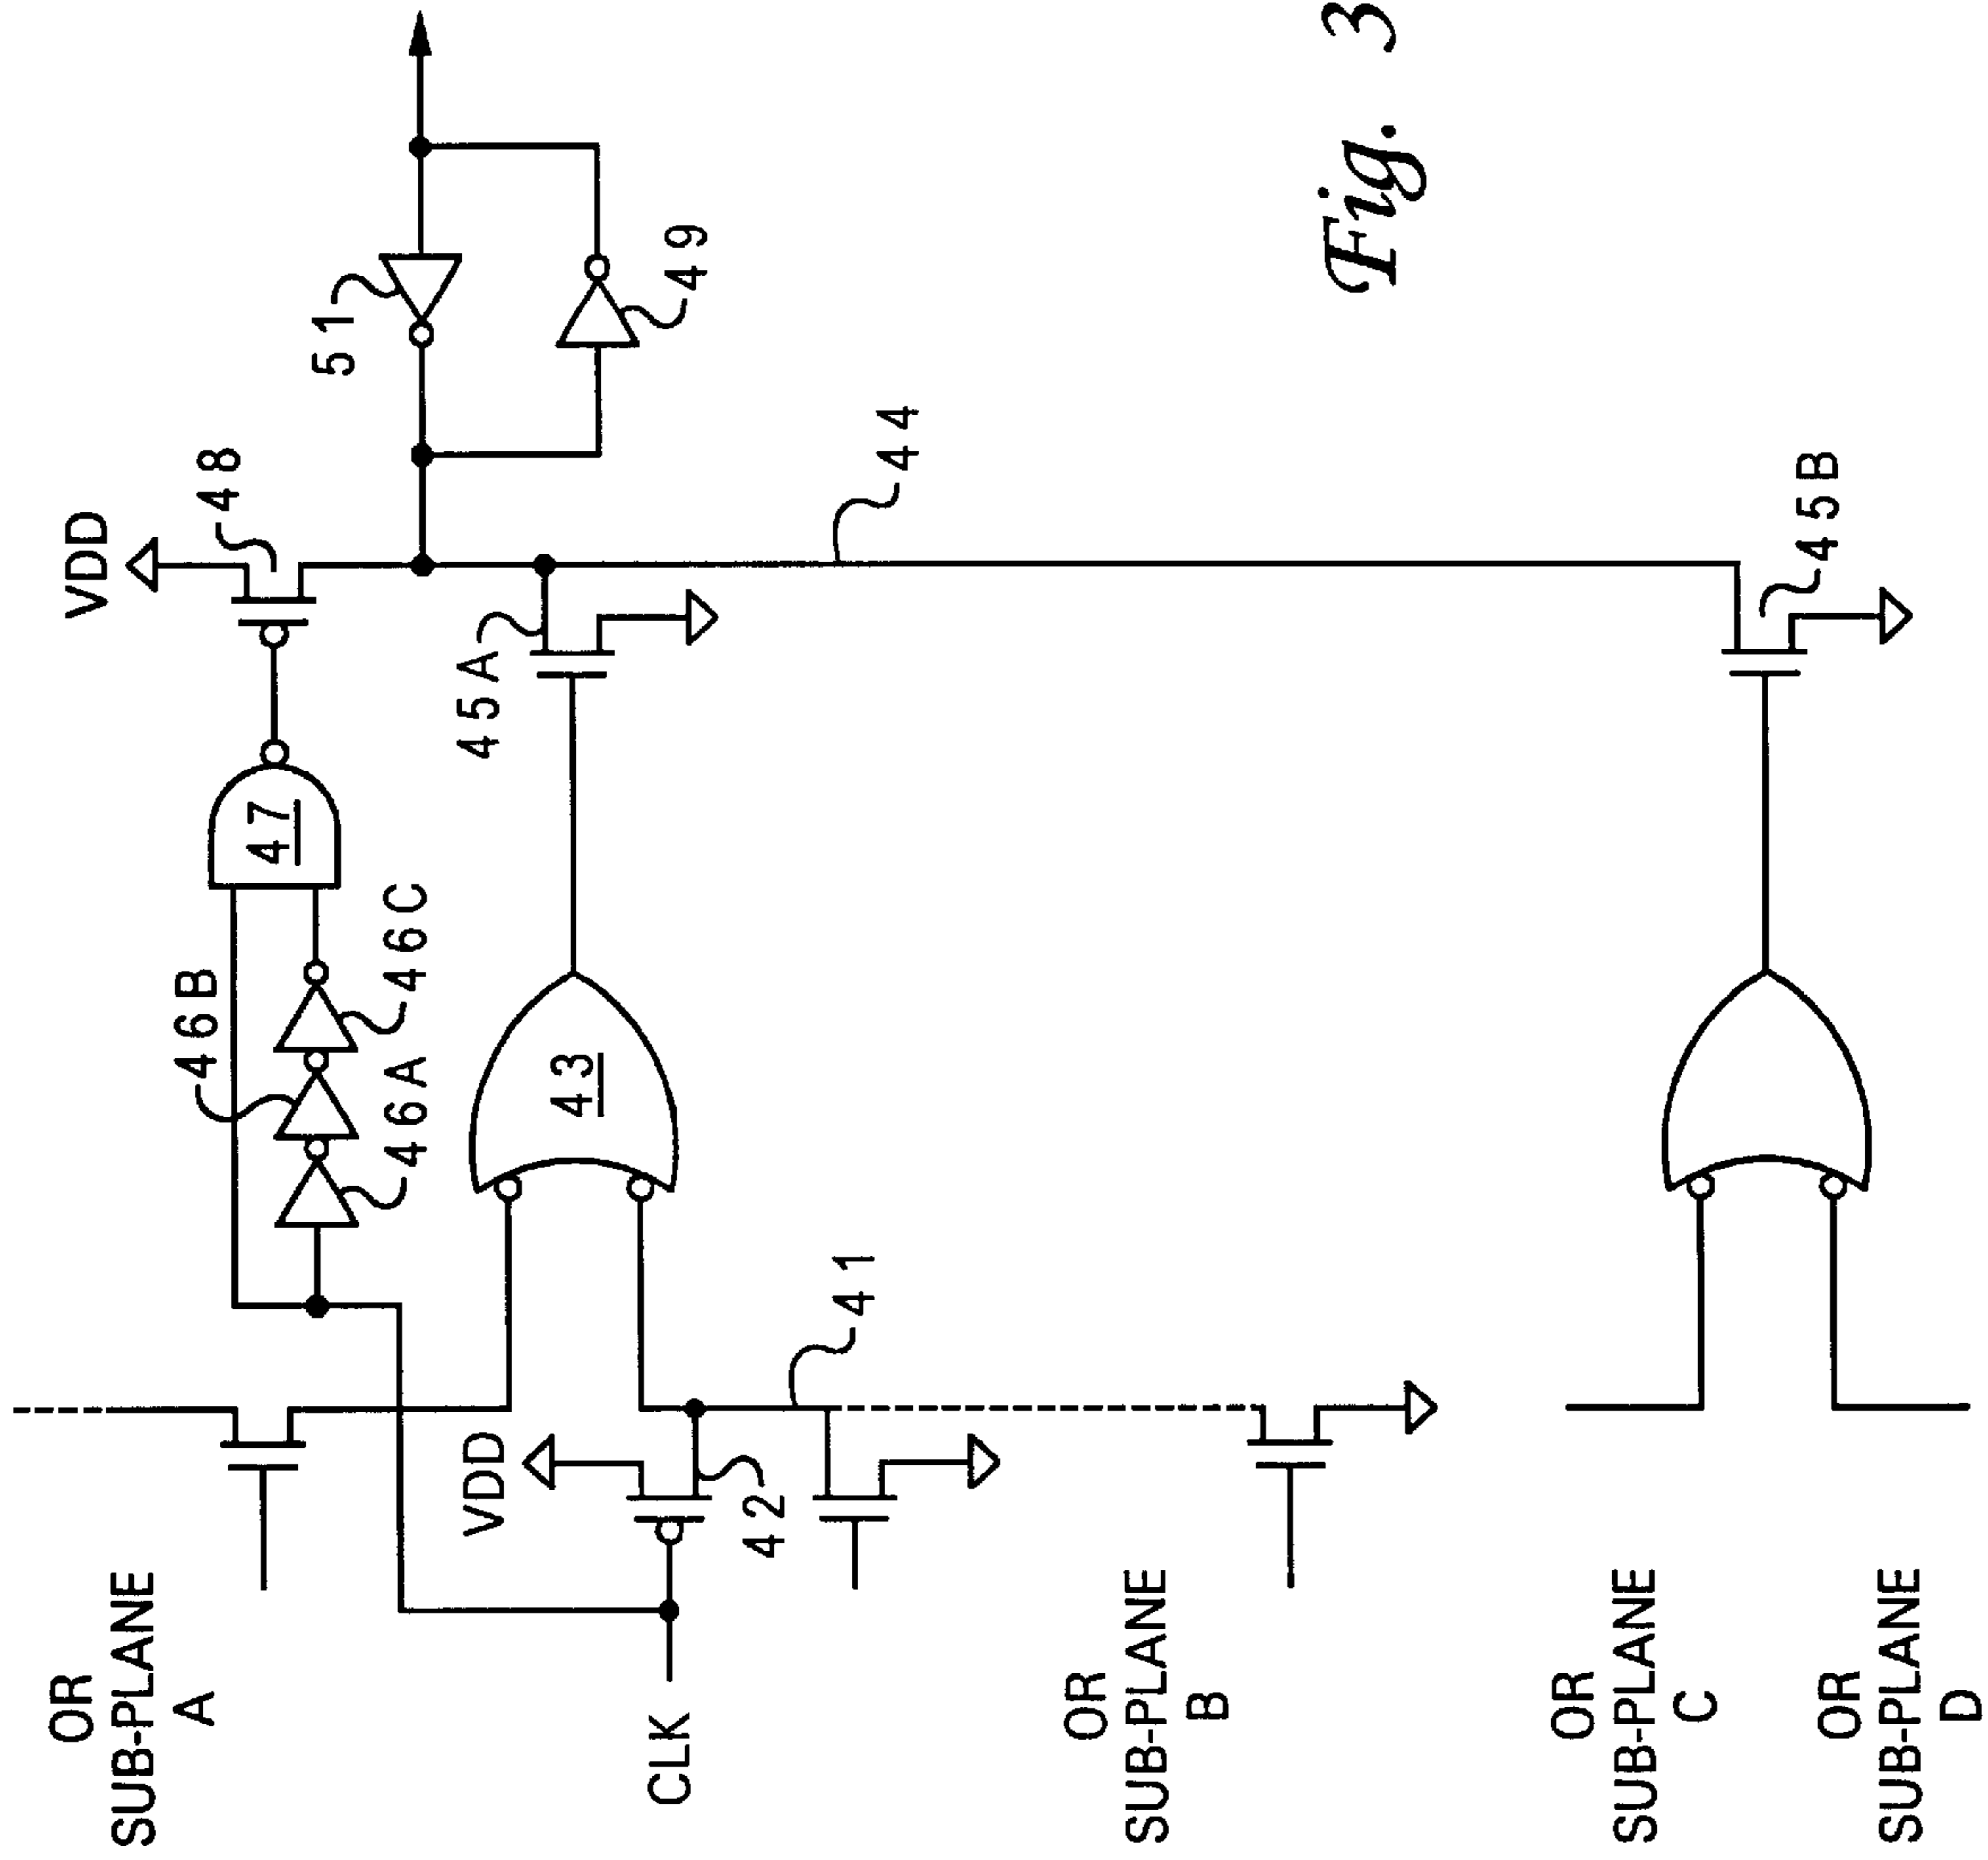 OR
SUB-PLANE
A
CLK
OR
SUB-PLANE
B
OR
SUB-PLANE
C
OR
SUB-PLANE
D
VDD
42
41
46B
46A
46C
43
47
45A
VDD
48
44
45B
51
49
Fig. 3